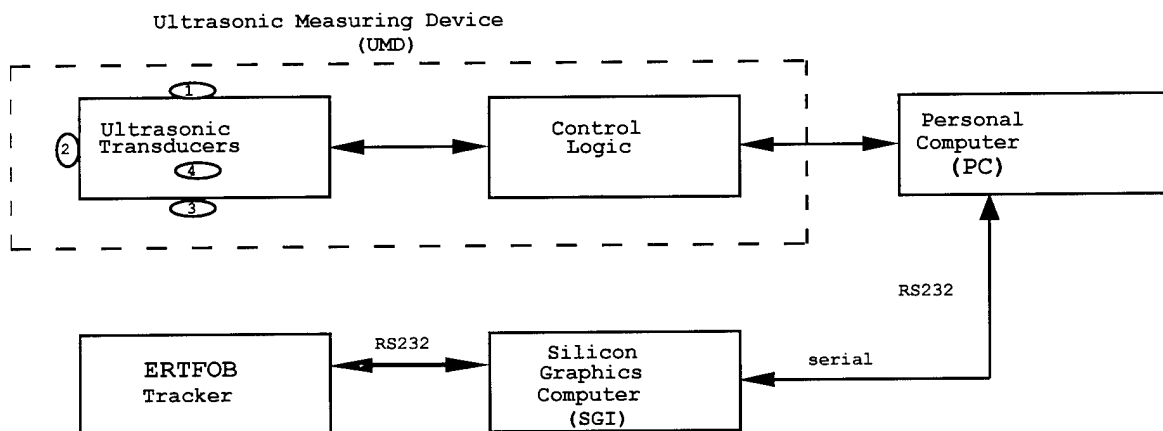 Ultrasonic Measuring Device
(UMD)
1
Ultrasonic
Transducers
2
4
3
Control
Logic
Personal
Computer
(PC)
RS232
ERTFOB
Tracker
RS232
Silicon
Graphics
Computer
(SGI)
serial